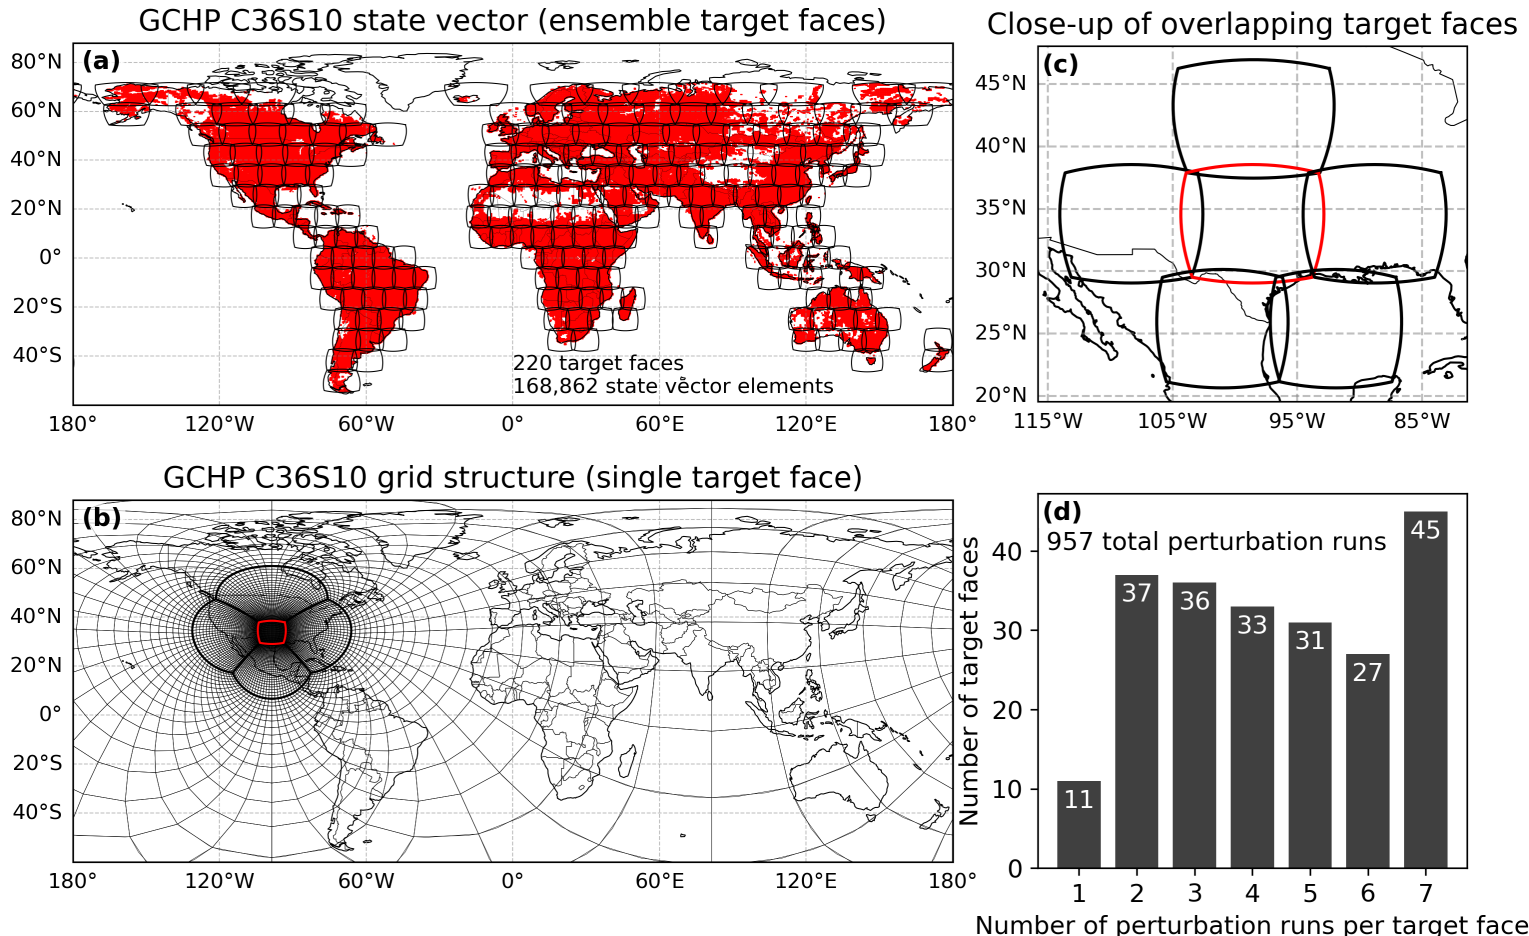 GCHP C36S10 state vector (ensemble target faces)
(a)
80°N
60°N
40°N
20°N
0°
20°S
40°S
220 target faces
168,862 state vector elements
180° 120°W 60°W 0° 60°E 120°E 180°
Close-up of overlapping target faces
(c)
45°N
40°N
35°N
30°N
25°N
20°N
115°W 105°W 95°W 85°W
GCHP C36S10 grid structure (single target face)
(b)
80°N
60°N
40°N
20°N
0°
20°S
40°S
180° 120°W 60°W 0° 60°E 120°E 180°
(d)
957 total perturbation runs
Number of target faces
40
30
20
10
0
11 37 36 33 31 27 45
1 2 3 4 5 6 7
Number of perturbation runs per target face